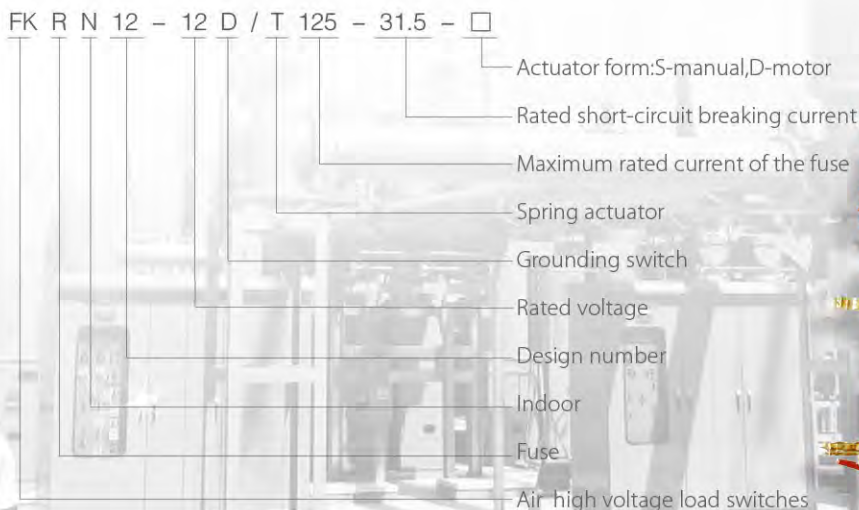 FK R N 12 – 12 D / T 125 – 31.5 – □
Actuator form:S-manual,D-motor
Rated short-circuit breaking current
Maximum rated current of the fuse
Spring actuator
Grounding switch
Rated voltage
Design number
Indoor
Fuse
Air high voltage load switches